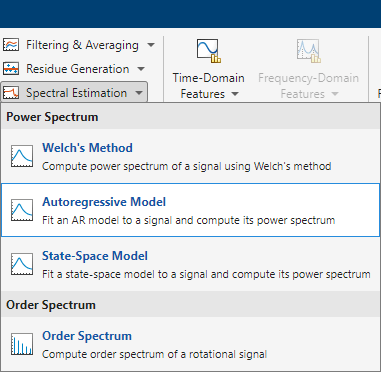 Filtering & Averaging
Residue Generation
Spectral Estimation
Time-Domain
Features
Frequency-Domain
Features
Power Spectrum
Welch's Method
Compute power spectrum of a signal using Welch's method
Autoregressive Model
Fit an AR model to a signal and compute its power spectrum
State-Space Model
Fit a state-space model to a signal and compute its power spectrum
Order Spectrum
Order Spectrum
Compute order spectrum of a rotational signal